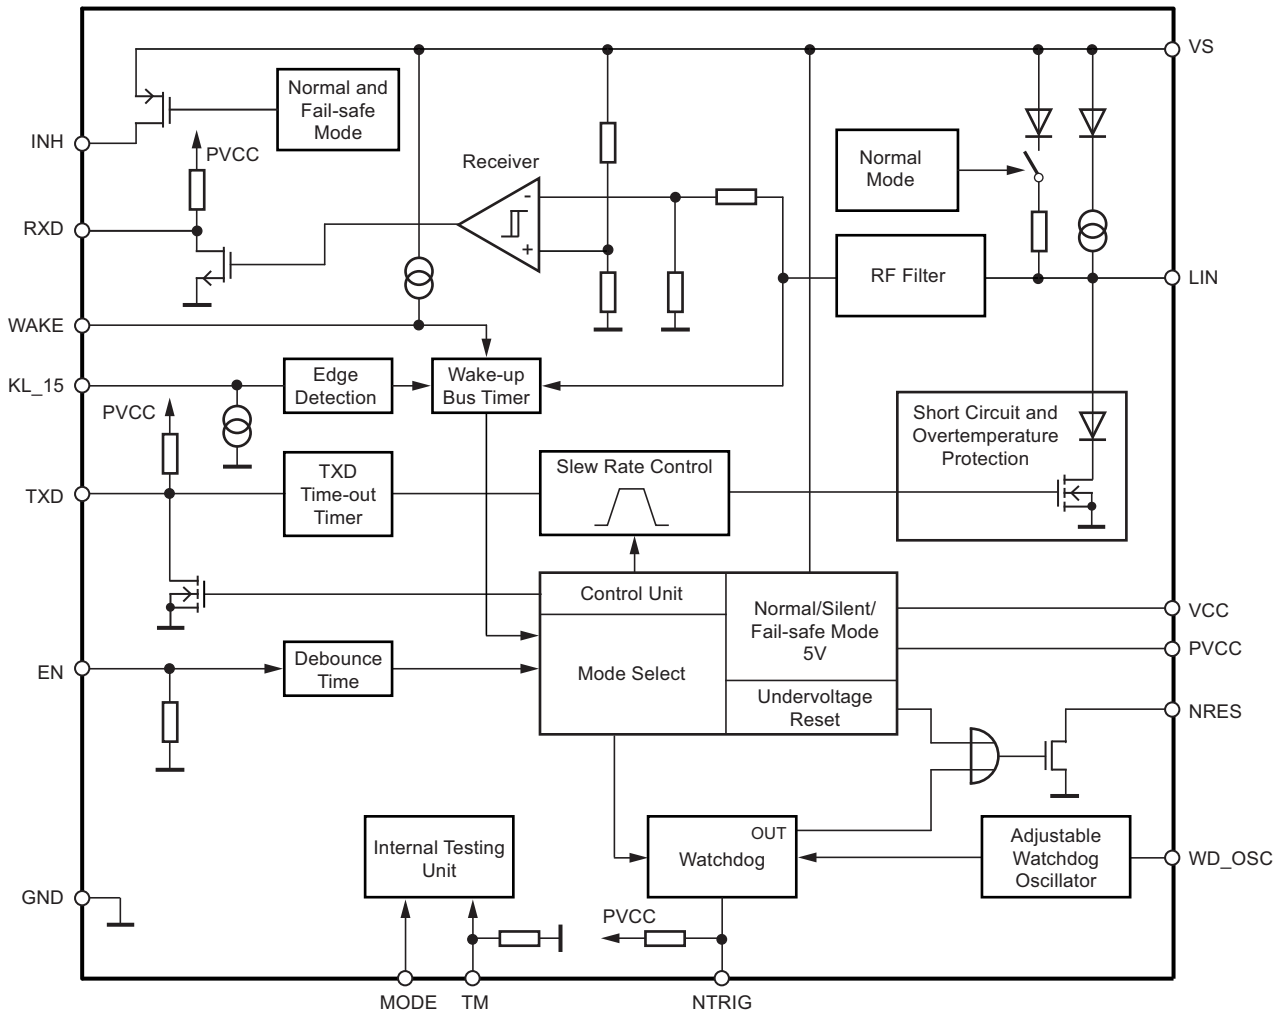 VS
Normal and
Fail-safe
Mode
INH
PVCC
Receiver
Normal
Mode
-
RXD
+
RF Filter
LIN
WAKE
KL_15
Edge
Detection
Wake-up
Bus Timer
PVCC
Short Circuit and
Overtemperature
Protection
TXD
TXD
Time-out
Timer
Slew Rate Control
Control Unit
Normal/Silent/
Fail-safe Mode
5V
VCC
PVCC
EN
Debounce
Time
Mode Select
Undervoltage
Reset
NRES
Internal Testing
Unit
OUT
Watchdog
Adjustable
Watchdog
Oscillator
WD_OSC
GND
PVCC
MODE
TM
NTRIG